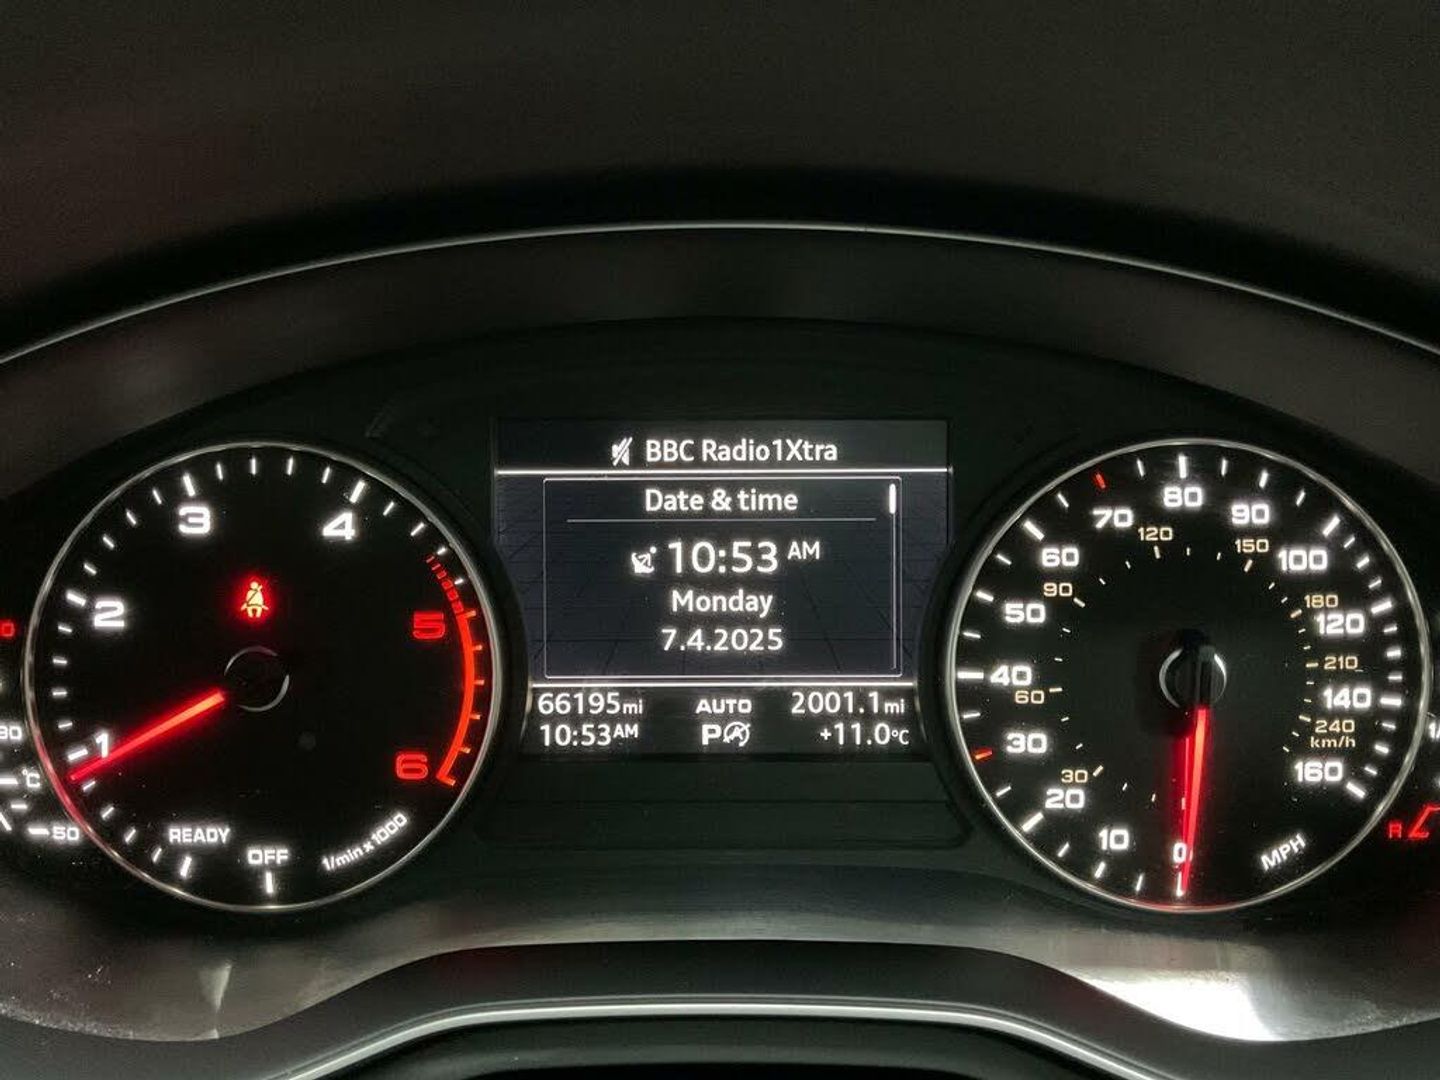 BBC Radio1Xtra
Date & time
10:53 AM
Monday
7.4.2025
66195mi AUTO 2001.1mi
10:53AM P +11.0°C
1
2
3
4
5
6
READY
OFF
1/min x 1000
0
10
20
30
40
50
60
70
80
90
100
120
140
160
MPH
30
60
90
120
150
180
210
240
km/h
°C
50
R